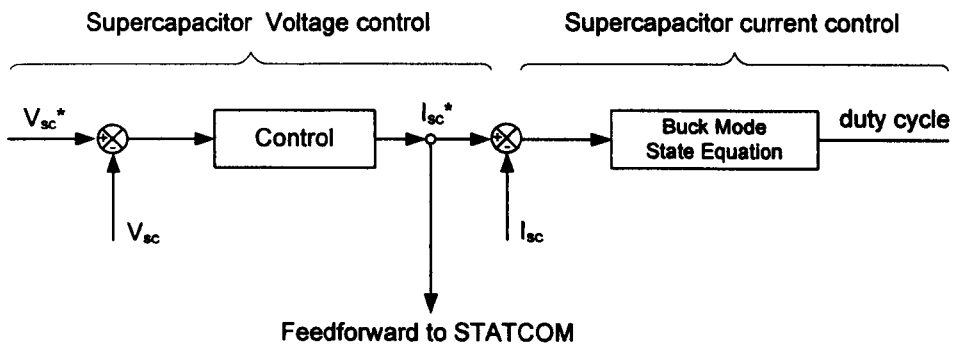 Supercapacitor Voltage control
Supercapacitor current control
Vsc*
+
-
Control
Isc*
+
-
Buck Mode
State Equation
duty cycle
Vsc
Isc
Feedforward to STATCOM